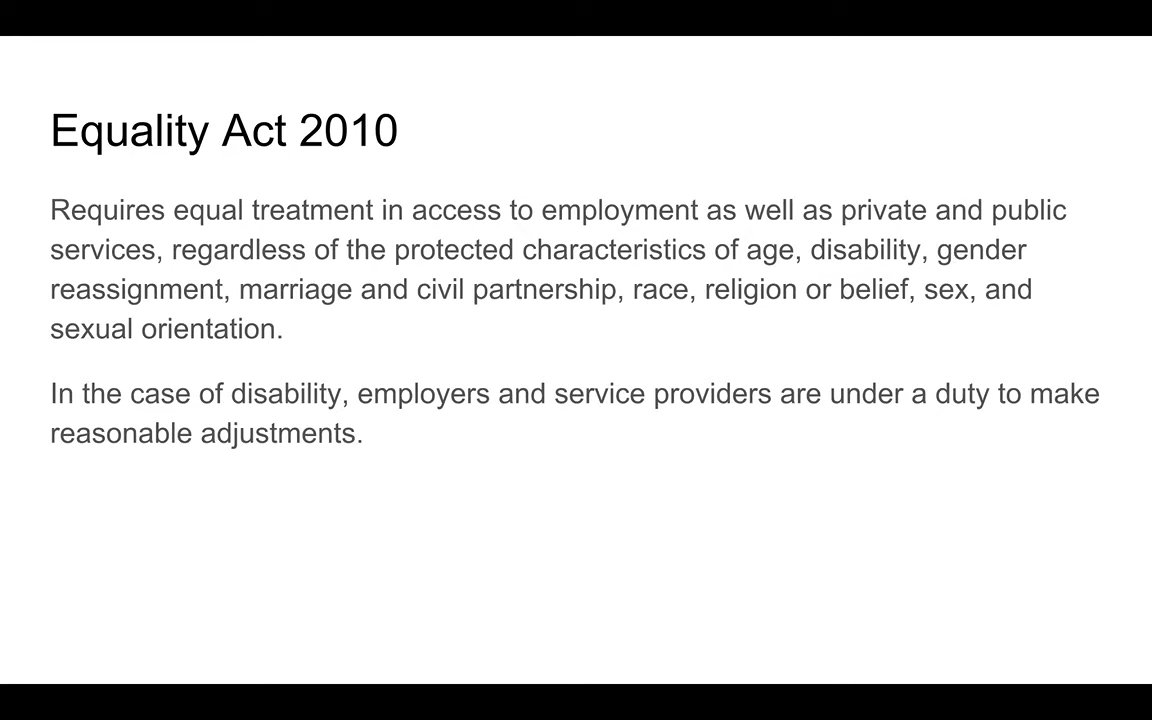 Equality Act 2010
Requires equal treatment in access to employment as well as private and public
services, regardless of the protected characteristics of age, disability, gender
reassignment, marriage and civil partnership, race, religion or belief, sex, and
sexual orientation.
In the case of disability, employers and service providers are under a duty to make
reasonable adjustments.